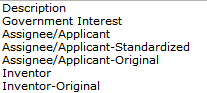 Description
Government Interest
Assignee/Applicant
Assignee/Applicant-Standardized
Assignee/Applicant-Original
Inventor
Inventor-Original